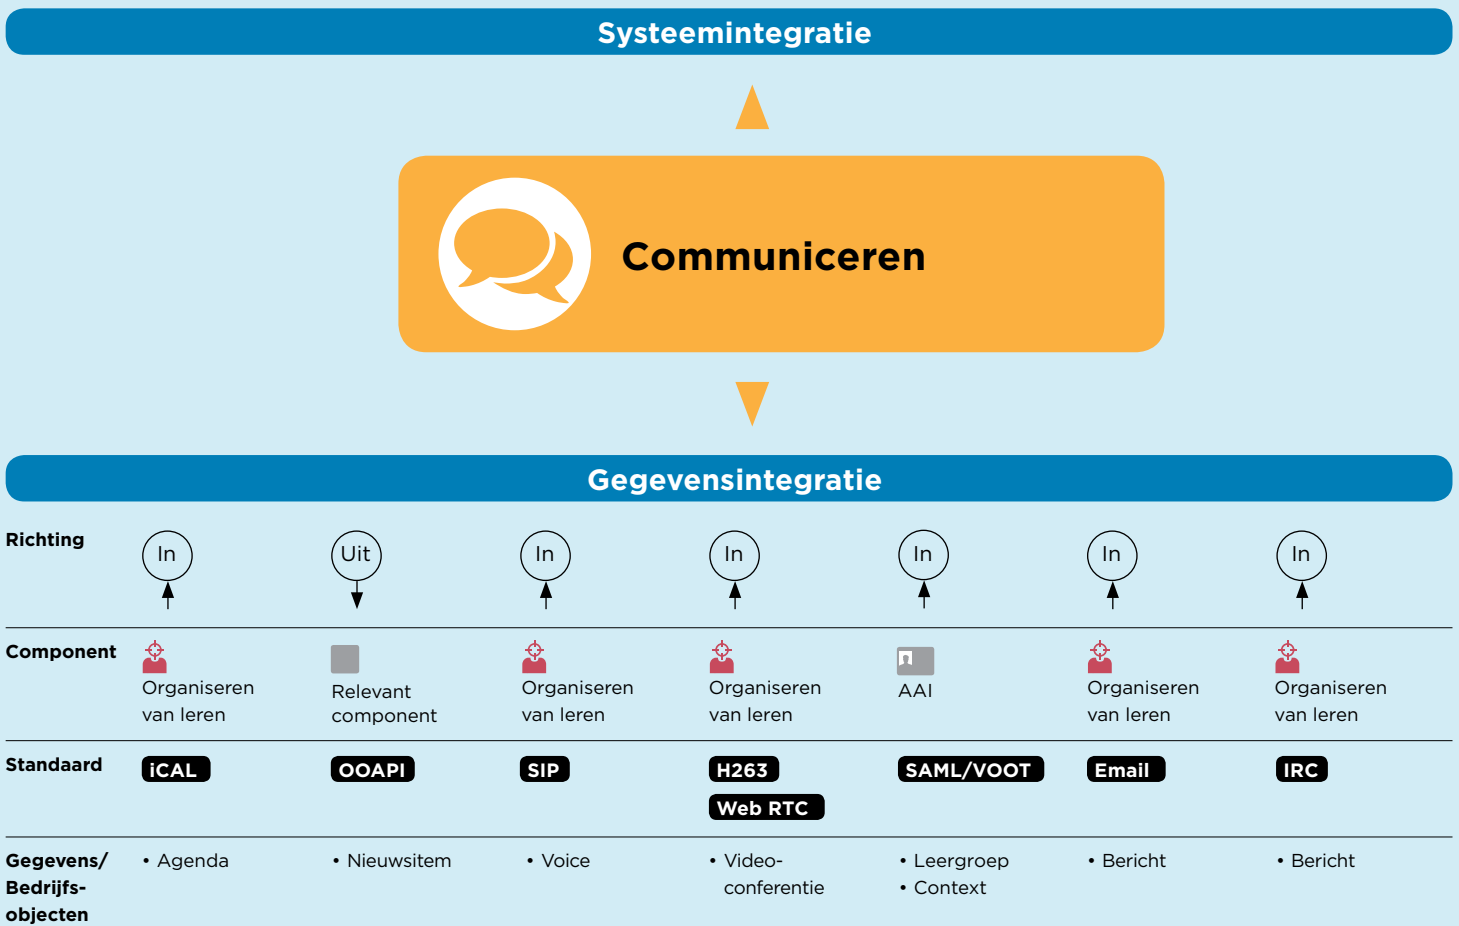 Systeemintegratie
Communiceren
Gegevensintegratie
Richting
In
Uit
In
In
In
In
In
Component
Organiseren
van leren
Relevant
component
Organiseren
van leren
Organiseren
van leren
AAI
Organiseren
van leren
Organiseren
van leren
Standaard
iCAL
OOAPI
SIP
H263
Web RTC
SAML/VOOT
Email
IRC
Gegevens/
Bedrijfs-
objecten
• Agenda
• Nieuwsitem
• Voice
• Video-
conferentie
• Leergroep
• Context
• Bericht
• Bericht